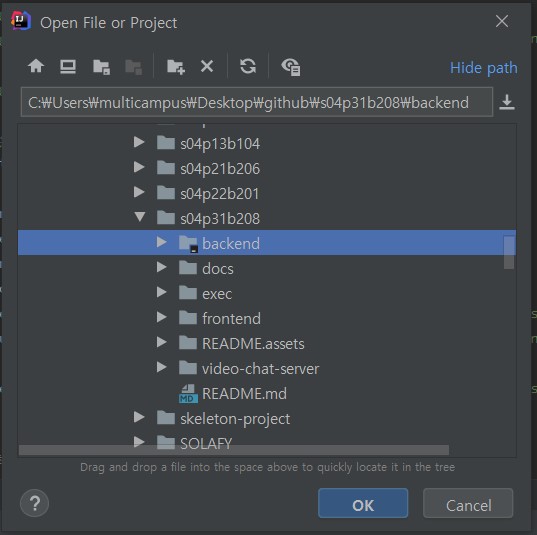 Open File or Project
Hide path
C:₩Users₩multicampus₩Desktop₩github₩s04p31b208₩backend
s04p13b104
s04p21b206
s04p22b201
s04p31b208
backend
docs
exec
frontend
README.assets
video-chat-server
MD README.md
skeleton-project
SOLAFY
Drag and drop a file into the space above to quickly locate it in the tree
? OK Cancel